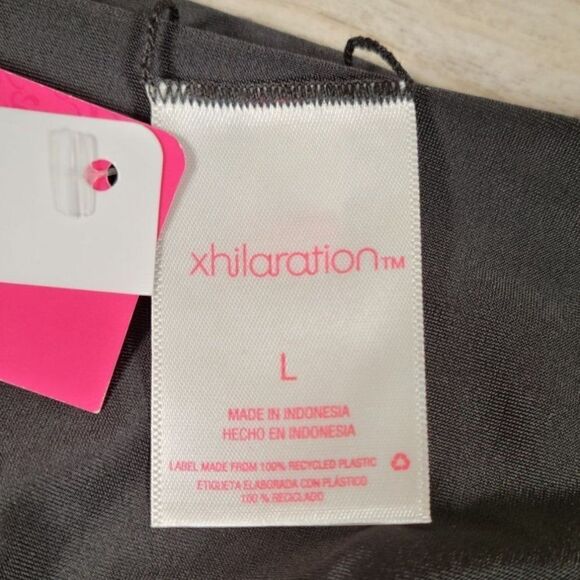 xhilaration™
L
MADE IN INDONESIA
HECHO EN INDONESIA
LABEL MADE FROM 100% RECYCLED PLASTIC
ETIQUETA ELABORADA CON PLÁSTICO
100 % RECICLADO